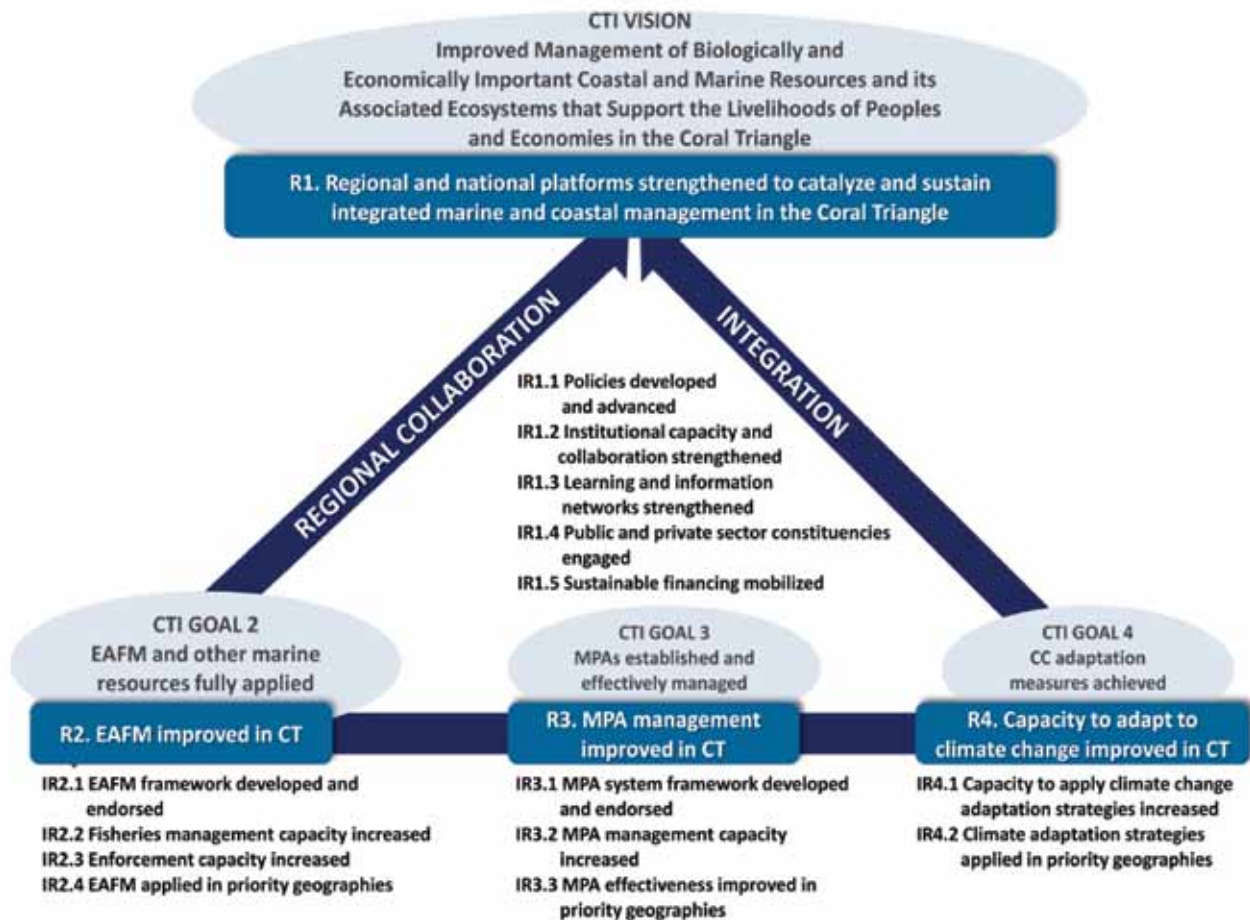 CTI VISION
Improved Management of Biologically and
Economically Important Coastal and Marine Resources and its
Associated Ecosystems that Support the Livelihoods of Peoples
and Economies in the Coral Triangle
R1. Regional and national platforms strengthened to catalyze and sustain
integrated marine and coastal management in the Coral Triangle
REGIONAL COLLABORATION
INTEGRATION
IR1.1 Policies developed
and advanced
IR1.2 Institutional capacity and
collaboration strengthened
IR1.3 Learning and information
networks strengthened
IR1.4 Public and private sector constituencies
engaged
IR1.5 Sustainable financing mobilized
CTI GOAL 2
EAFM and other marine
resources fully applied
R2. EAFM improved in CT
IR2.1 EAFM framework developed and
endorsed
IR2.2 Fisheries management capacity increased
IR2.3 Enforcement capacity increased
IR2.4 EAFM applied in priority geographies
CTI GOAL 3
MPAs established and
effectively managed
R3. MPA management
improved in CT
IR3.1 MPA system framework developed
and endorsed
IR3.2 MPA management capacity
increased
IR3.3 MPA effectiveness improved in
priority geographies
CTI GOAL 4
CC adaptation
measures achieved
R4. Capacity to adapt to
climate change improved in CT
IR4.1 Capacity to apply climate change
adaptation strategies increased
IR4.2 Climate adaptation strategies
applied in priority geographies